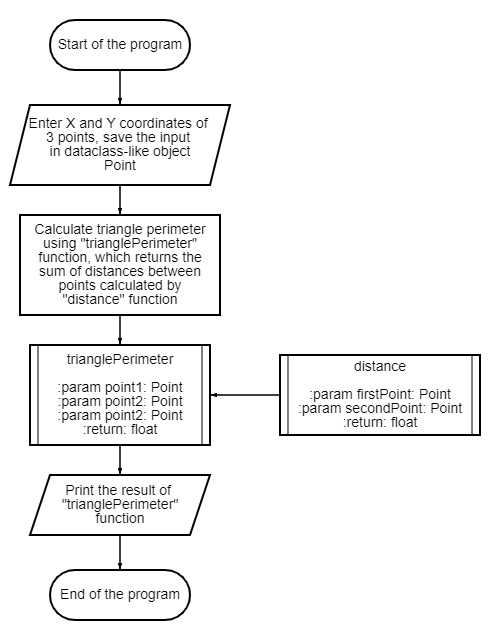 Start of the program
Enter X and Y coordinates of
3 points, save the input
in dataclass-like object
Point
Calculate triangle perimeter
using "trianglePerimeter"
function, which returns the
sum of distances between
points calculated by
"distance" function
trianglePerimeter
:param point1: Point
:param point2: Point
:param point2: Point
:return: float
distance
:param firstPoint: Point
:param secondPoint: Point
:return: float
Print the result of
"trianglePerimeter"
function
End of the program